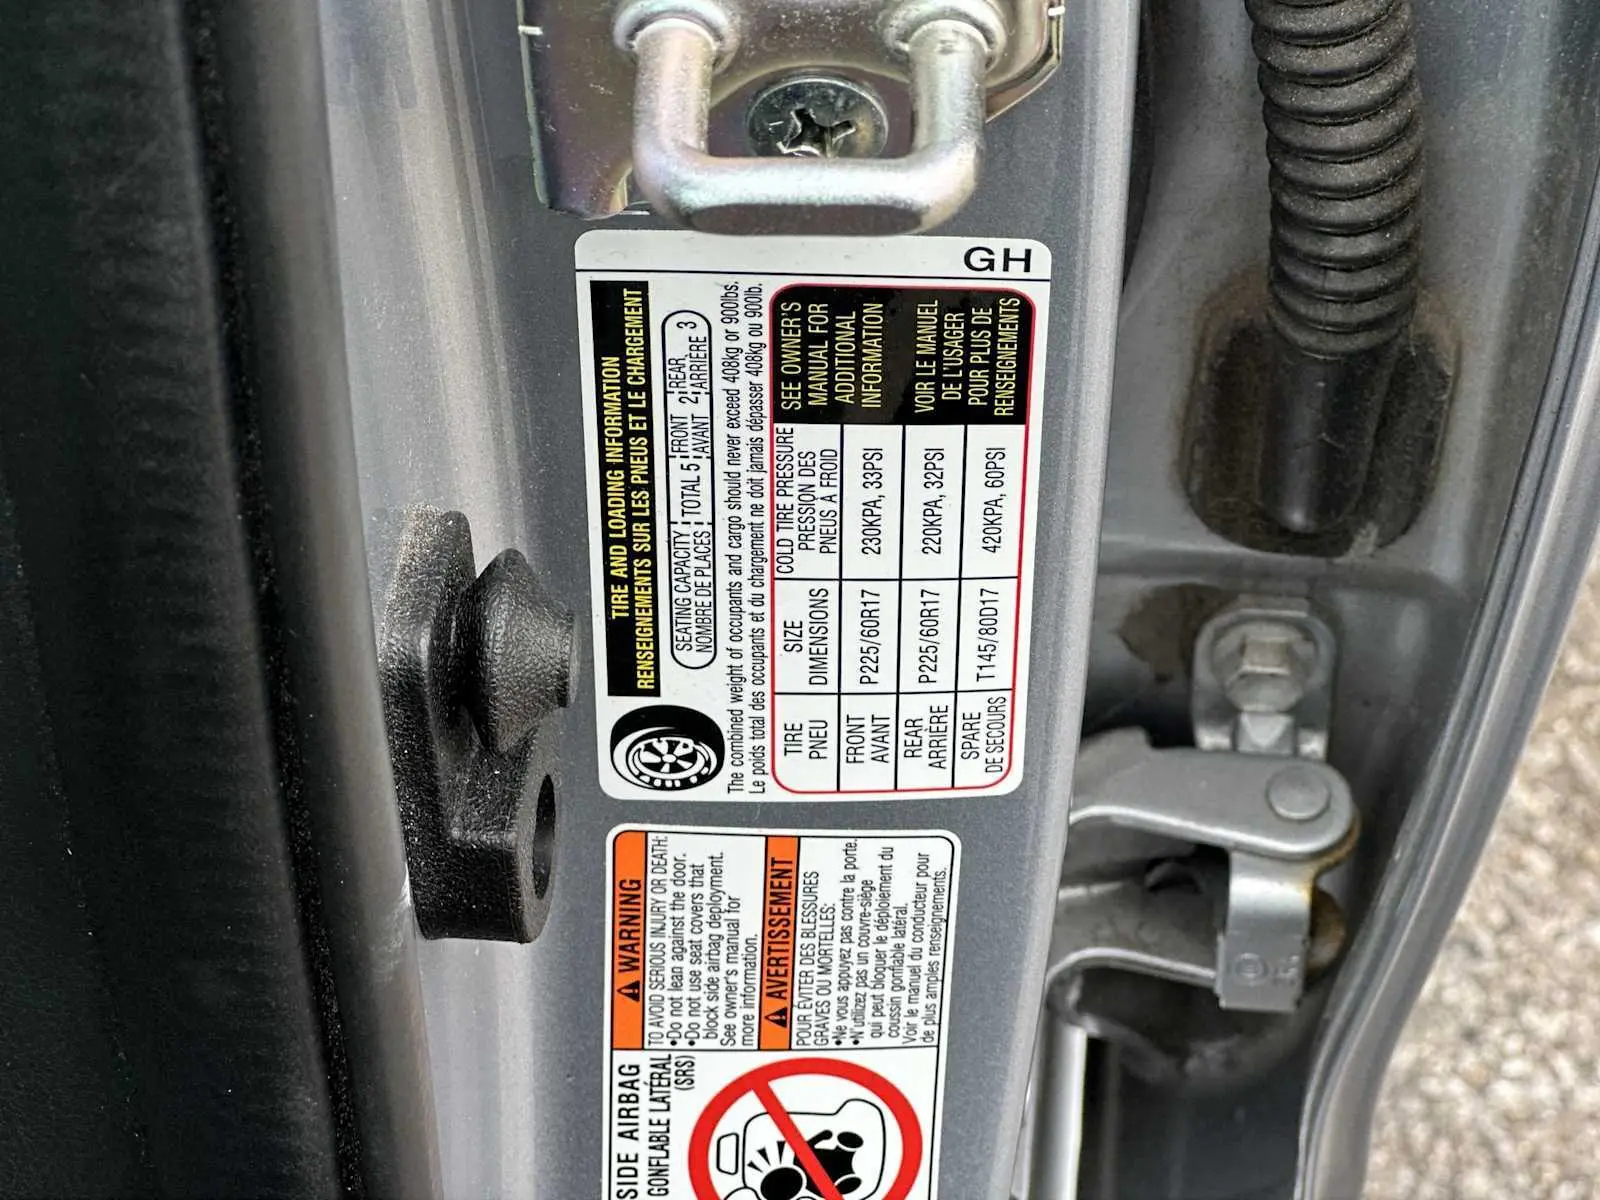 GH
TIRE AND LOADING INFORMATION
RENSEIGNEMENTS SUR LES PNEUS ET LE CHARGEMENT
SEATING CAPACITY TOTAL 5 FRONT 2 REAR 3
NOMBRE DE PLACES AVANT ARRIÈRE
The combined weight of occupants and cargo should never exceed 408kg or 900lbs.
Le poids total des occupants et du chargement ne doit jamais dépasser 408kg ou 900lb.
TIRE SIZE COLD TIRE PRESSURE
PNEU DIMENSIONS PRESSION DES
PNEUS À FROID
FRONT P225/60R17 230KPA, 33PSI
AVANT
REAR P225/60R17 220KPA, 32PSI
ARRIÈRE
SPARE T145/80D17 420KPA, 60PSI
DE SECOURS
SEE OWNER'S
MANUAL FOR
ADDITIONAL
INFORMATION
VOIR LE MANUEL
DE L'USAGER
POUR PLUS DE
RENSEIGNEMENTS
SIDE AIRBAG
GONFLABLE LATÉRAL
(SRS)
WARNING
TO AVOID SERIOUS INJURY OR DEATH:
•Do not lean against the door.
•Do not use seat covers that
block side airbag deployment.
See owner's manual for
more information.
AVERTISSEMENT
POUR ÉVITER DES BLESSURES
GRAVES OU MORTELLES:
•Ne vous appuyez pas contre la porte.
•N'utilizez pas un couvre-siège
qui peut bloquer le déploiement du
coussin gonflable latéral.
Voir le manuel du conducteur pour
de plus amples renseignements.